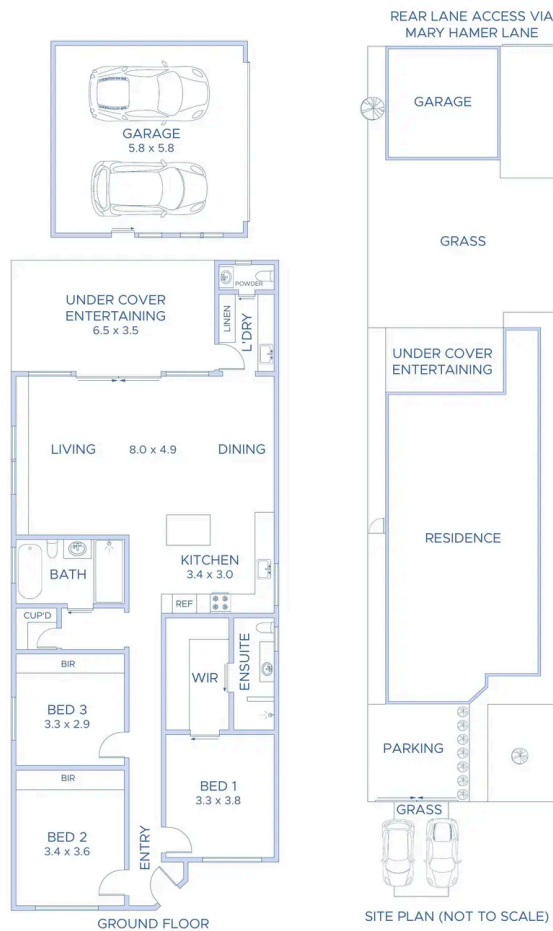 REAR LANE ACCESS VIA
MARY HAMER LANE
GARAGE
5.8 x 5.8
GARAGE
GRASS
POWDER
UNDER COVER
ENTERTAINING
6.5 x 3.5
LINEN
L'DRY
UNDER COVER
ENTERTAINING
LIVING
8.0 x 4.9
DINING
RESIDENCE
KITCHEN
3.4 x 3.0
BATH
REF
CUP'D
WIR
ENSUITE
BIR
BED 3
3.3 x 2.9
BED 1
3.3 x 3.8
BIR
BED 2
3.4 x 3.6
ENTRY
PARKING
GRASS
GROUND FLOOR
SITE PLAN (NOT TO SCALE)